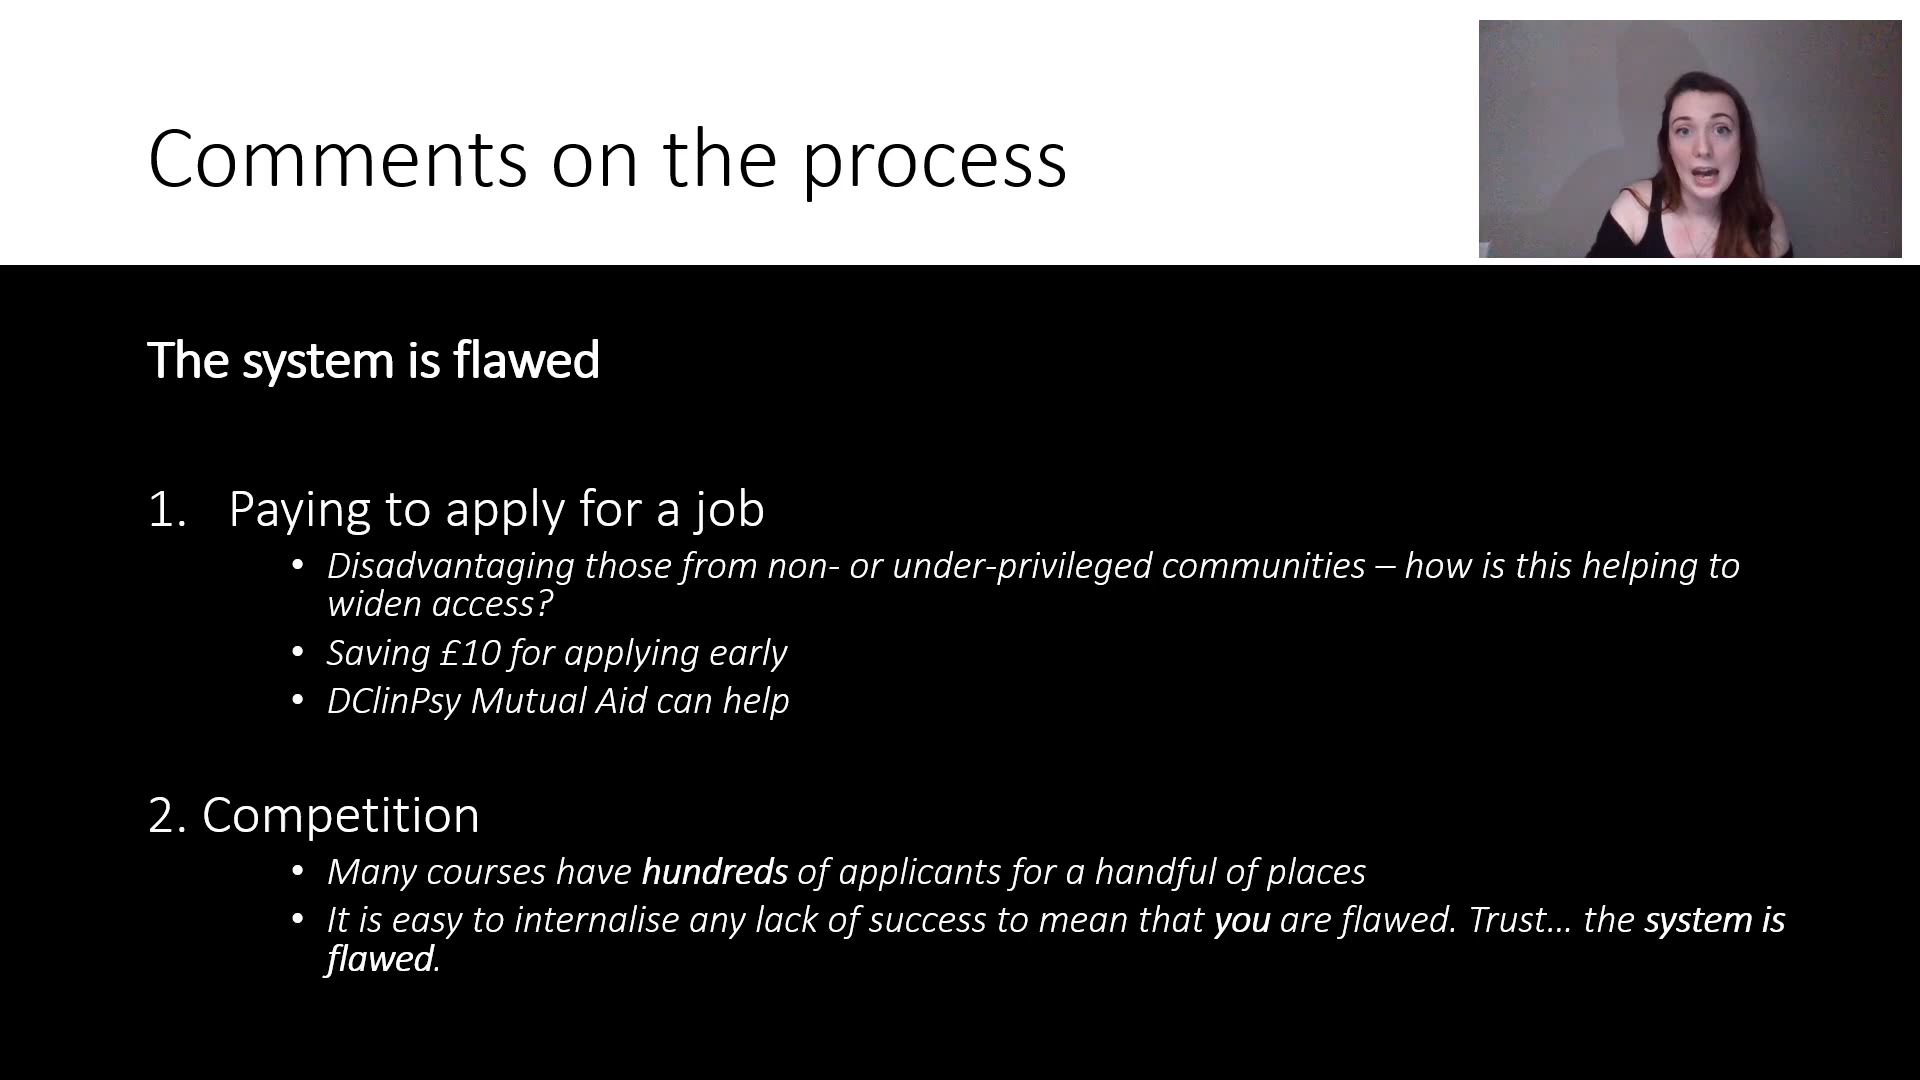 Comments on the process
The system is flawed
1. Paying to apply for a job
• Disadvantaging those from non- or under-privileged communities – how is this helping to
widen access?
• Saving £10 for applying early
• DClinPsy Mutual Aid can help
2. Competition
• Many courses have hundreds of applicants for a handful of places
• It is easy to internalise any lack of success to mean that you are flawed. Trust... the system is
flawed.